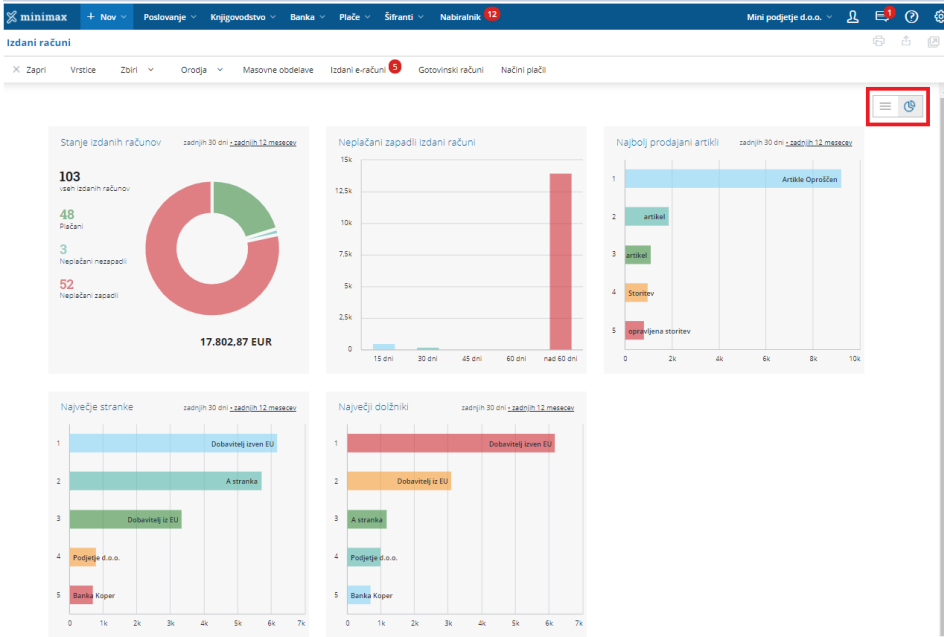 minimax + Nov Poslovanje Knjigovodstvo Banka Plače Šifranti Nabiralnik 12 Mini podjetje d.o.o. 1
Izdani računi
Zapri Vrstice Zbiri Orodja Masovne obdelave Izdani e-računi 5 Gotovinski računi Načini plačil
Stanje izdanih računov zadnjih 30 dni • zadnjih 12 mesecev
103
vseh izdanih računov
48
Plačani
3
Neplačani nezapadli
52
Neplačani zapadli
17.802,87 EUR
Neplačani zapadli izdani računi
15k
12,5k
10k
7,5k
5k
2,5k
0
15 dni 30 dni 45 dni 60 dni nad 60 dni
Najbolj prodajani artikli zadnjih 30 dni • zadnjih 12 mesecev
1 Artikle Oproščen
2 artikel
3 artikel
4 Storitev
5 opravljena storitev
0 2k 4k 6k 8k 10k
Največje stranke zadnjih 30 dni • zadnjih 12 mesecev
1 Dobavitelj izven EU
2 A stranka
3 Dobavitelj iz EU
4 Podjetje d.o.o.
5 Banka Koper
0 1k 2k 3k 4k 5k 6k 7k
Največji dolžniki zadnjih 30 dni • zadnjih 12 mesecev
1 Dobavitelj izven EU
2 Dobavitelj iz EU
3 A stranka
4 Podjetje d.o.o.
5 Banka Koper
0 1k 2k 3k 4k 5k 6k 7k